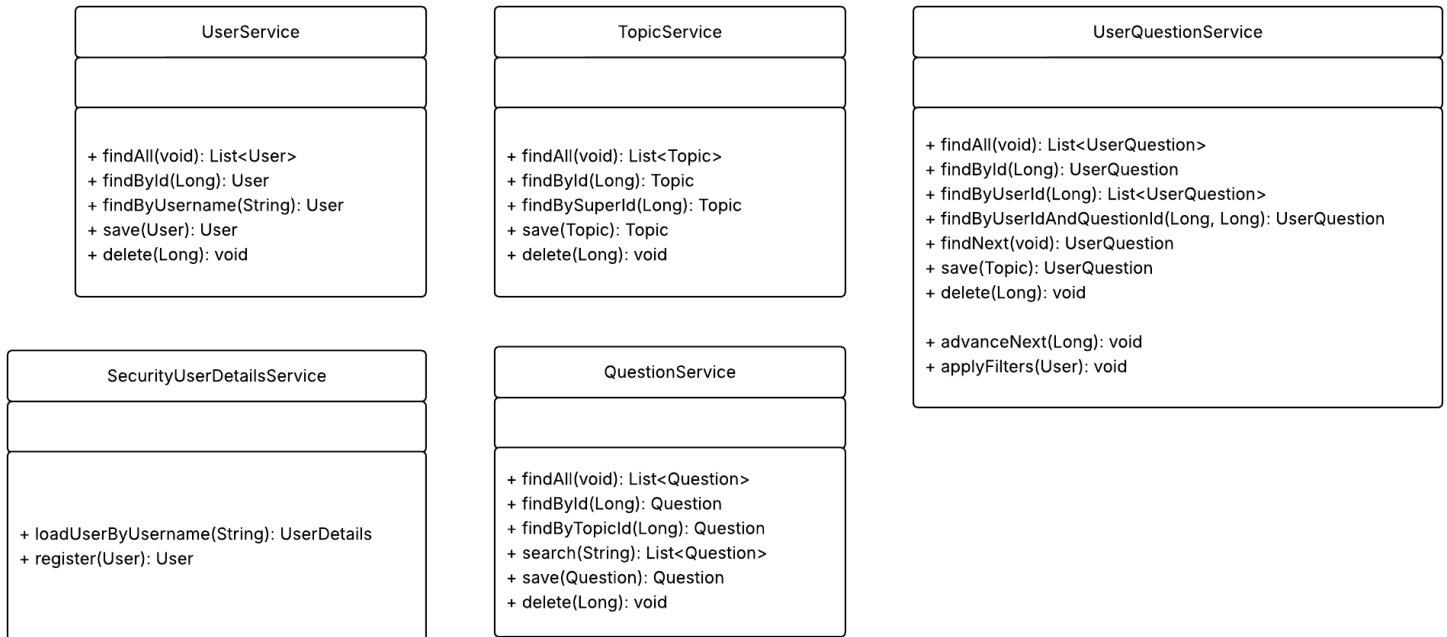 UserService
+ findAll(void): List<User>
+ findById(Long): User
+ findByUsername(String): User
+ save(User): User
+ delete(Long): void
TopicService
+ findAll(void): List<Topic>
+ findById(Long): Topic
+ findBySuperId(Long): Topic
+ save(Topic): Topic
+ delete(Long): void
UserQuestionService
+ findAll(void): List<UserQuestion>
+ findById(Long): UserQuestion
+ findByUserId(Long): List<UserQuestion>
+ findByUserIdAndQuestionId(Long, Long): UserQuestion
+ findNext(void): UserQuestion
+ save(Topic): UserQuestion
+ delete(Long): void
+ advanceNext(Long): void
+ applyFilters(User): void
SecurityUserDetailsService
+ loadUserByUsername(String): UserDetails
+ register(User): User
QuestionService
+ findAll(void): List<Question>
+ findById(Long): Question
+ findByTopicId(Long): Question
+ search(String): List<Question>
+ save(Question): Question
+ delete(Long): void